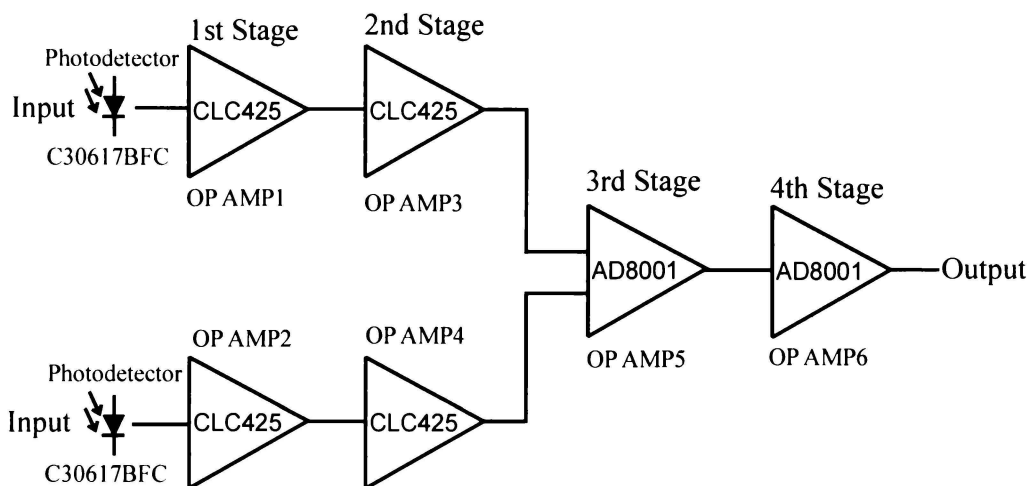 1st Stage
2nd Stage
Photodetector
Input
CLC425
CLC425
C30617BFC
OP AMP1
OP AMP3
3rd Stage
4th Stage
AD8001
AD8001
Output
OP AMP2
OP AMP4
OP AMP5
OP AMP6
Photodetector
Input
CLC425
CLC425
C30617BFC